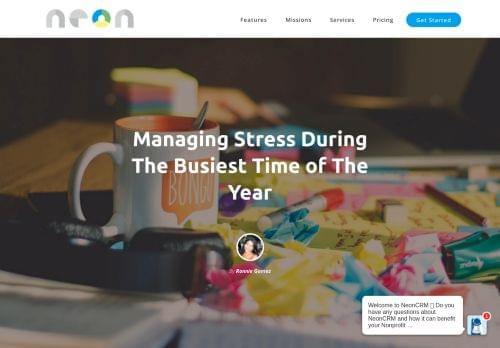 neon
Features
Missions
Services
Pricing
Get Started
Managing Stress During
The Busiest Time of The
Year
BONGO
By Ronnie Gomez
Welcome to NeonCRM Do you
have any questions about
NeonCRM and how it can benefit
your Nonprofit ...
1